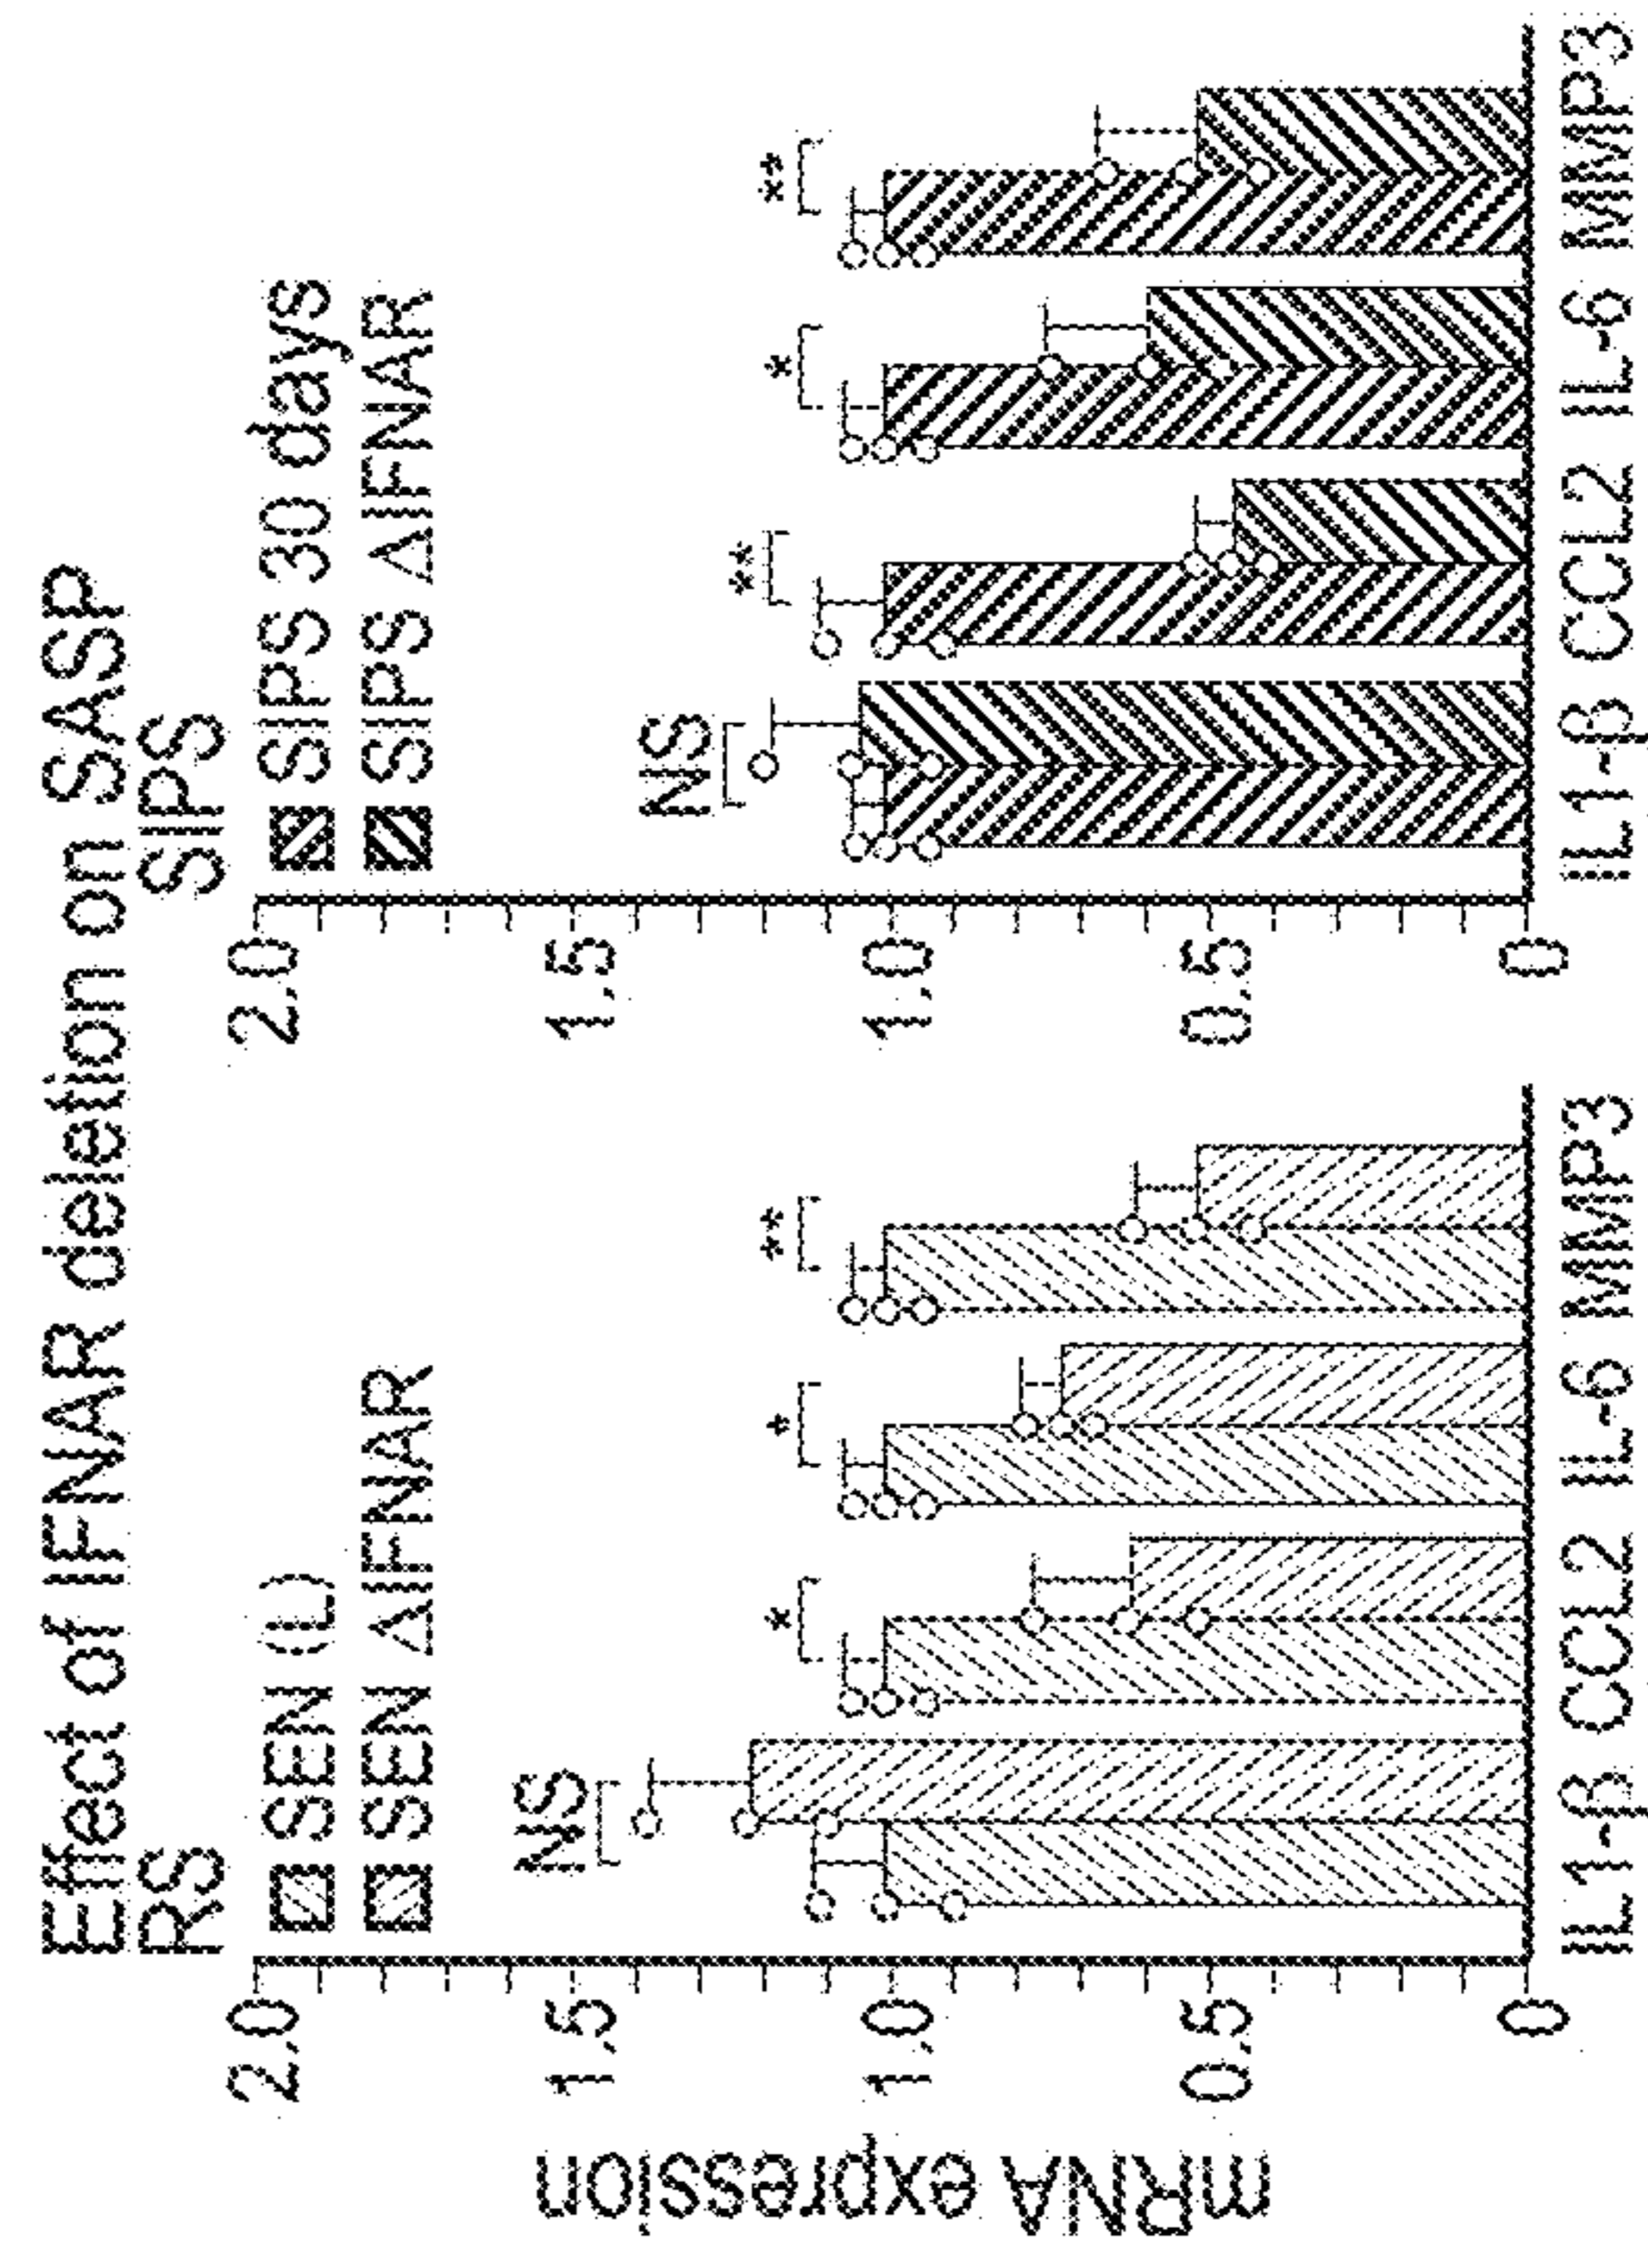 Effect of IFNAR deletion on SASP
RS
SEN (L)
SEN ΔIFNAR
mRNA expression
2.0
1.5
1.0
0.5
0
NS
*
*
**
IL1-β CCL2 IL-6 MMP3
SIPS
SIPS 30 days
SIPS ΔIFNAR
2.0
1.5
1.0
0.5
0
NS
**
*
**
IL1-β CCL2 IL-6 MMP3